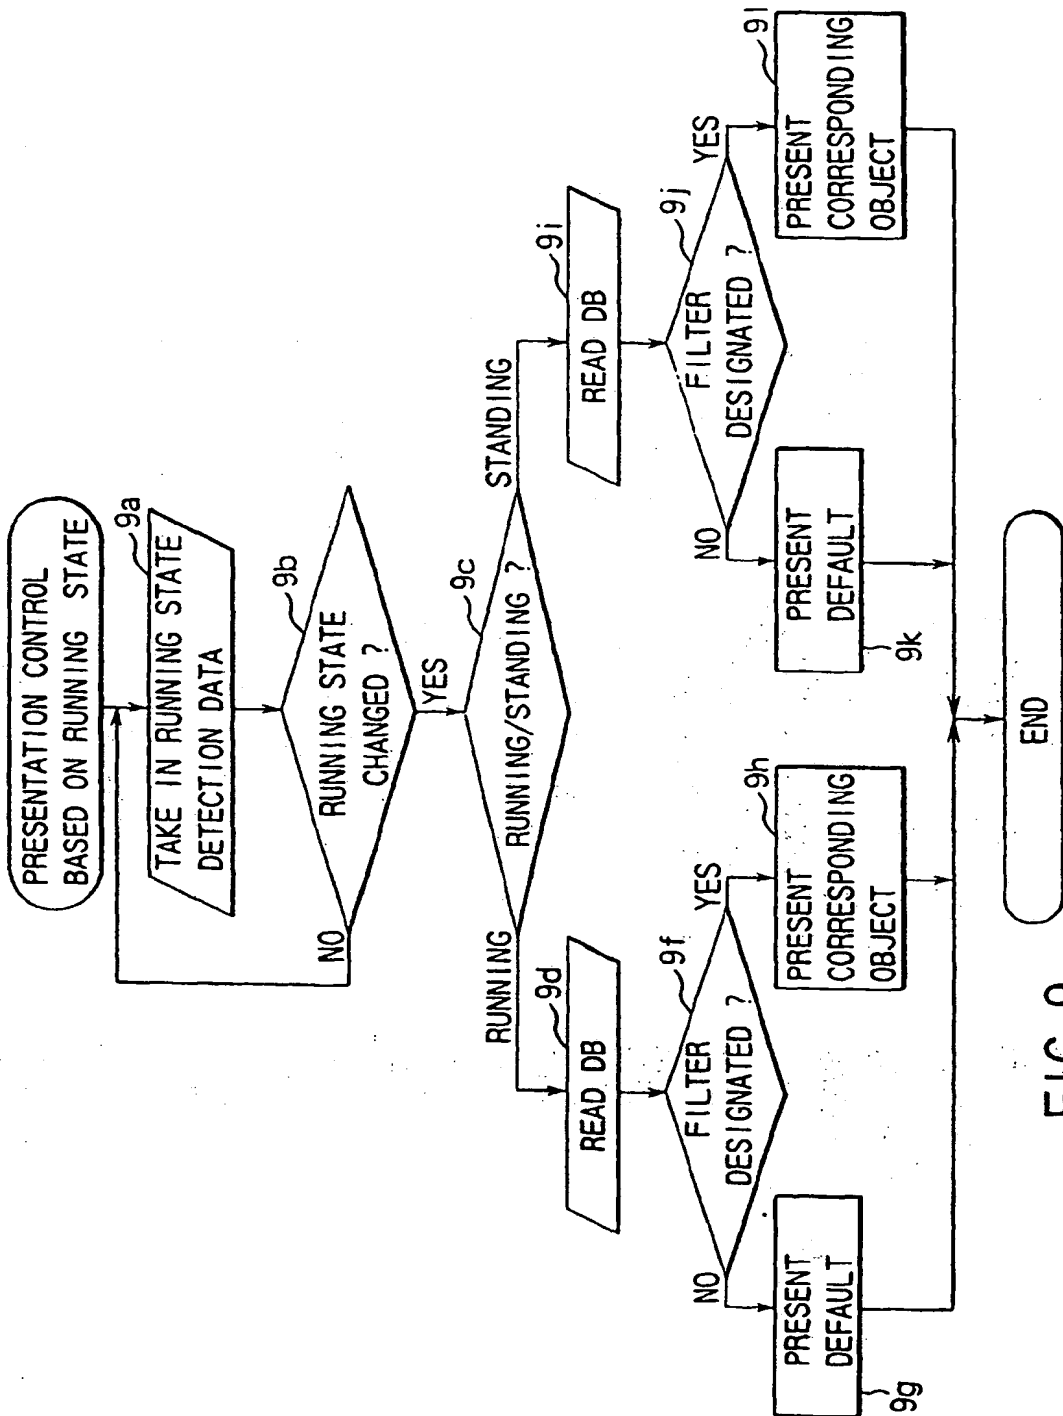 PRESENTATION CONTROL
BASED ON RUNNING STATE
9a
TAKE IN RUNNING STATE
DETECTION DATA
9b
RUNNING STATE
CHANGED ?
NO
YES
9c
RUNNING/STANDING ?
RUNNING
STANDING
9d
READ DB
9i
READ DB
9f
FILTER
DESIGNATED ?
NO
YES
9j
FILTER
DESIGNATED ?
NO
YES
PRESENT
DEFAULT
9g
9h
PRESENT
CORRESPONDING
OBJECT
PRESENT
DEFAULT
9k
9l
PRESENT
CORRESPONDING
OBJECT
END
FIG. 9